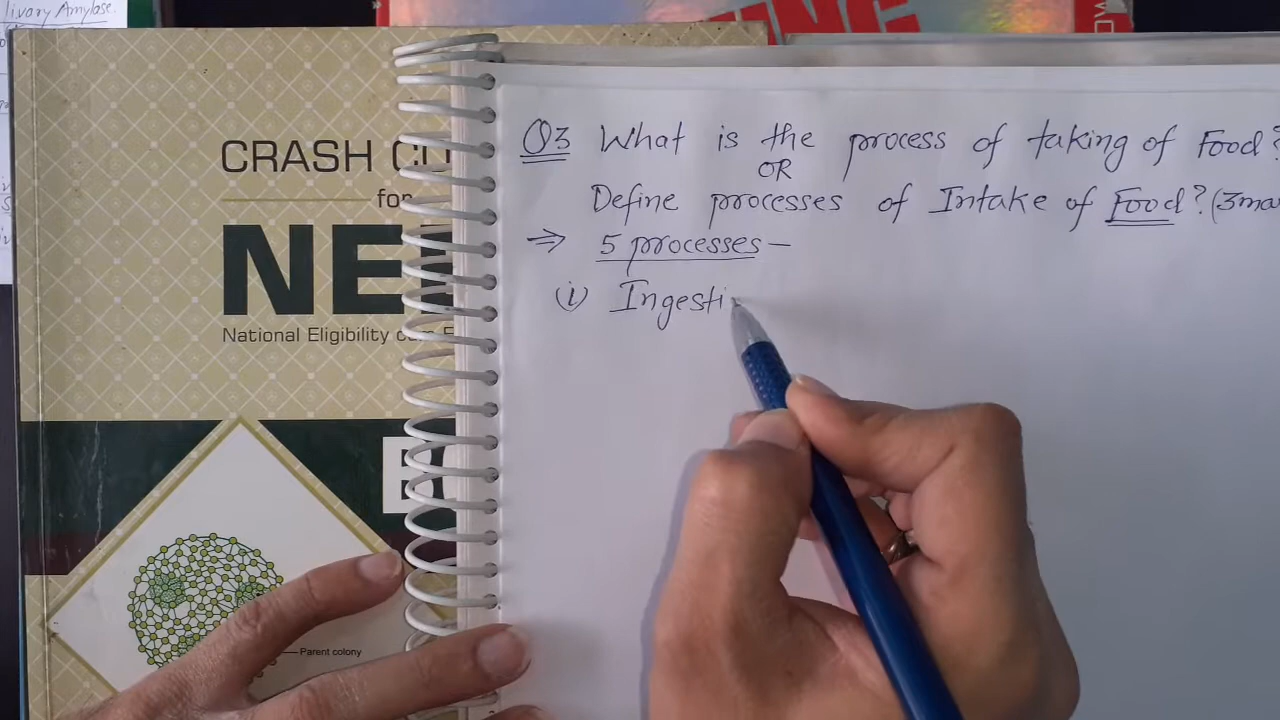 livary Amylase.
CRASH
for
National Eligibility
Parent colony
Q3 What is the process of taking of Food?
OR
Define processes of Intake of Food? (3ma
⇒ 5 processes —
(i) Ingesti